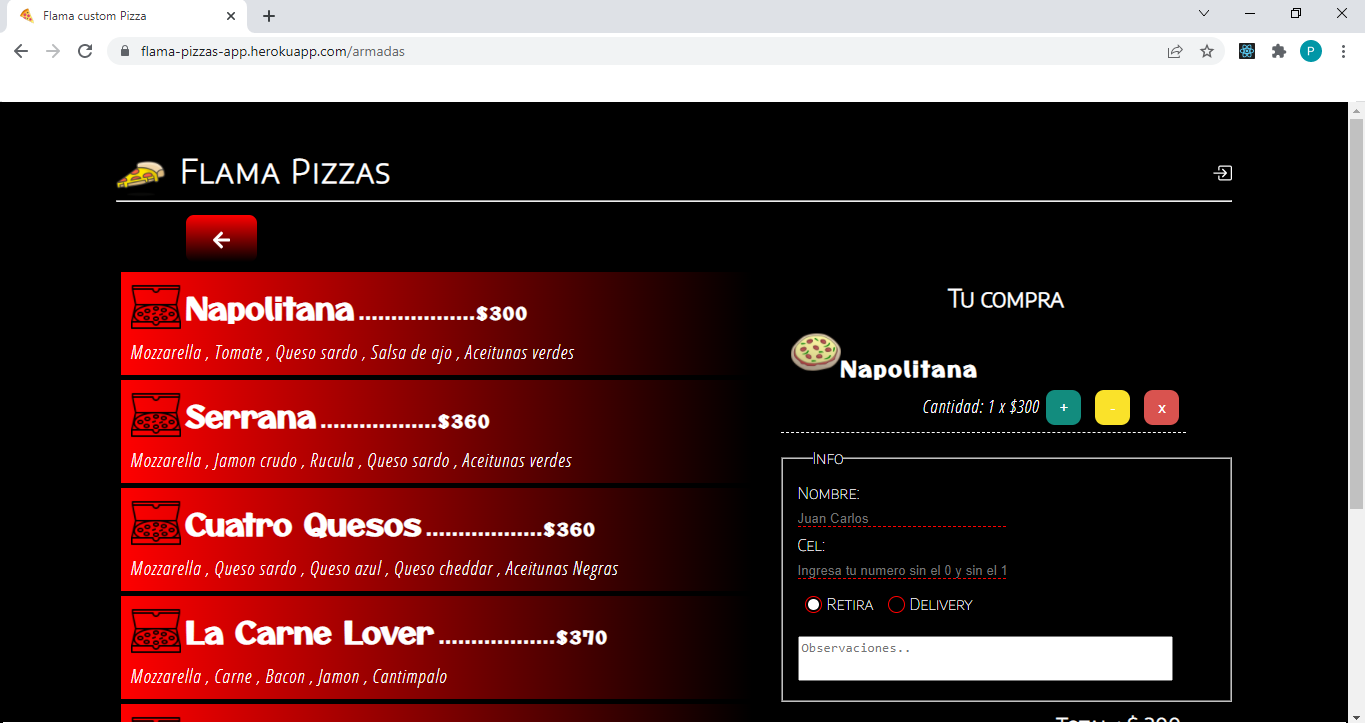 Flama custom Pizza
flama-pizzas-app.herokuapp.com/armadas
P
Flama Pizzas
Napolitana ..................$300
Mozzarella , Tomate , Queso sardo , Salsa de ajo , Aceitunas verdes
Serrana ..................$360
Mozzarella , Jamon crudo , Rucula , Queso sardo , Aceitunas verdes
Cuatro Quesos ..................$360
Mozzarella , Queso sardo , Queso azul , Queso cheddar , Aceitunas Negras
La Carne Lover ..................$370
Mozzarella , Carne , Bacon , Jamon , Cantimpalo
Tu compra
Napolitana
Cantidad: 1 x $300 + - x
Info
Nombre:
Juan Carlos
Cel:
Ingresa tu numero sin el 0 y sin el 1
Retira Delivery
Observaciones..